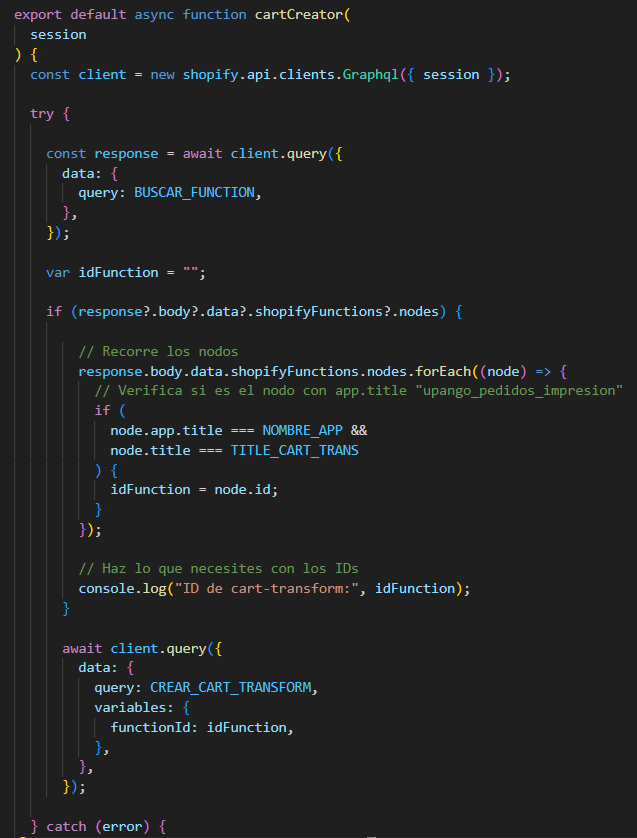 export default async function cartCreator(
session
) {
const client = new shopify.api.clients.Graphql({ session });
try {
const response = await client.query({
data: {
query: BUSCAR_FUNCTION,
},
});
var idFunction = "";
if (response?.body?.data?.shopifyFunctions?.nodes) {
// Recorre los nodos
response.body.data.shopifyFunctions.nodes.forEach((node) => {
// Verifica si es el nodo con app.title "upango_pedidos_impresion"
if (
node.app.title === NOMBRE_APP &&
node.title === TITLE_CART_TRANS
) {
idFunction = node.id;
}
});
// Haz lo que necesites con los IDs
console.log("ID de cart-transform:", idFunction);
}
await client.query({
data: {
query: CREAR_CART_TRANSFORM,
variables: {
functionId: idFunction,
},
},
});
} catch (error) {